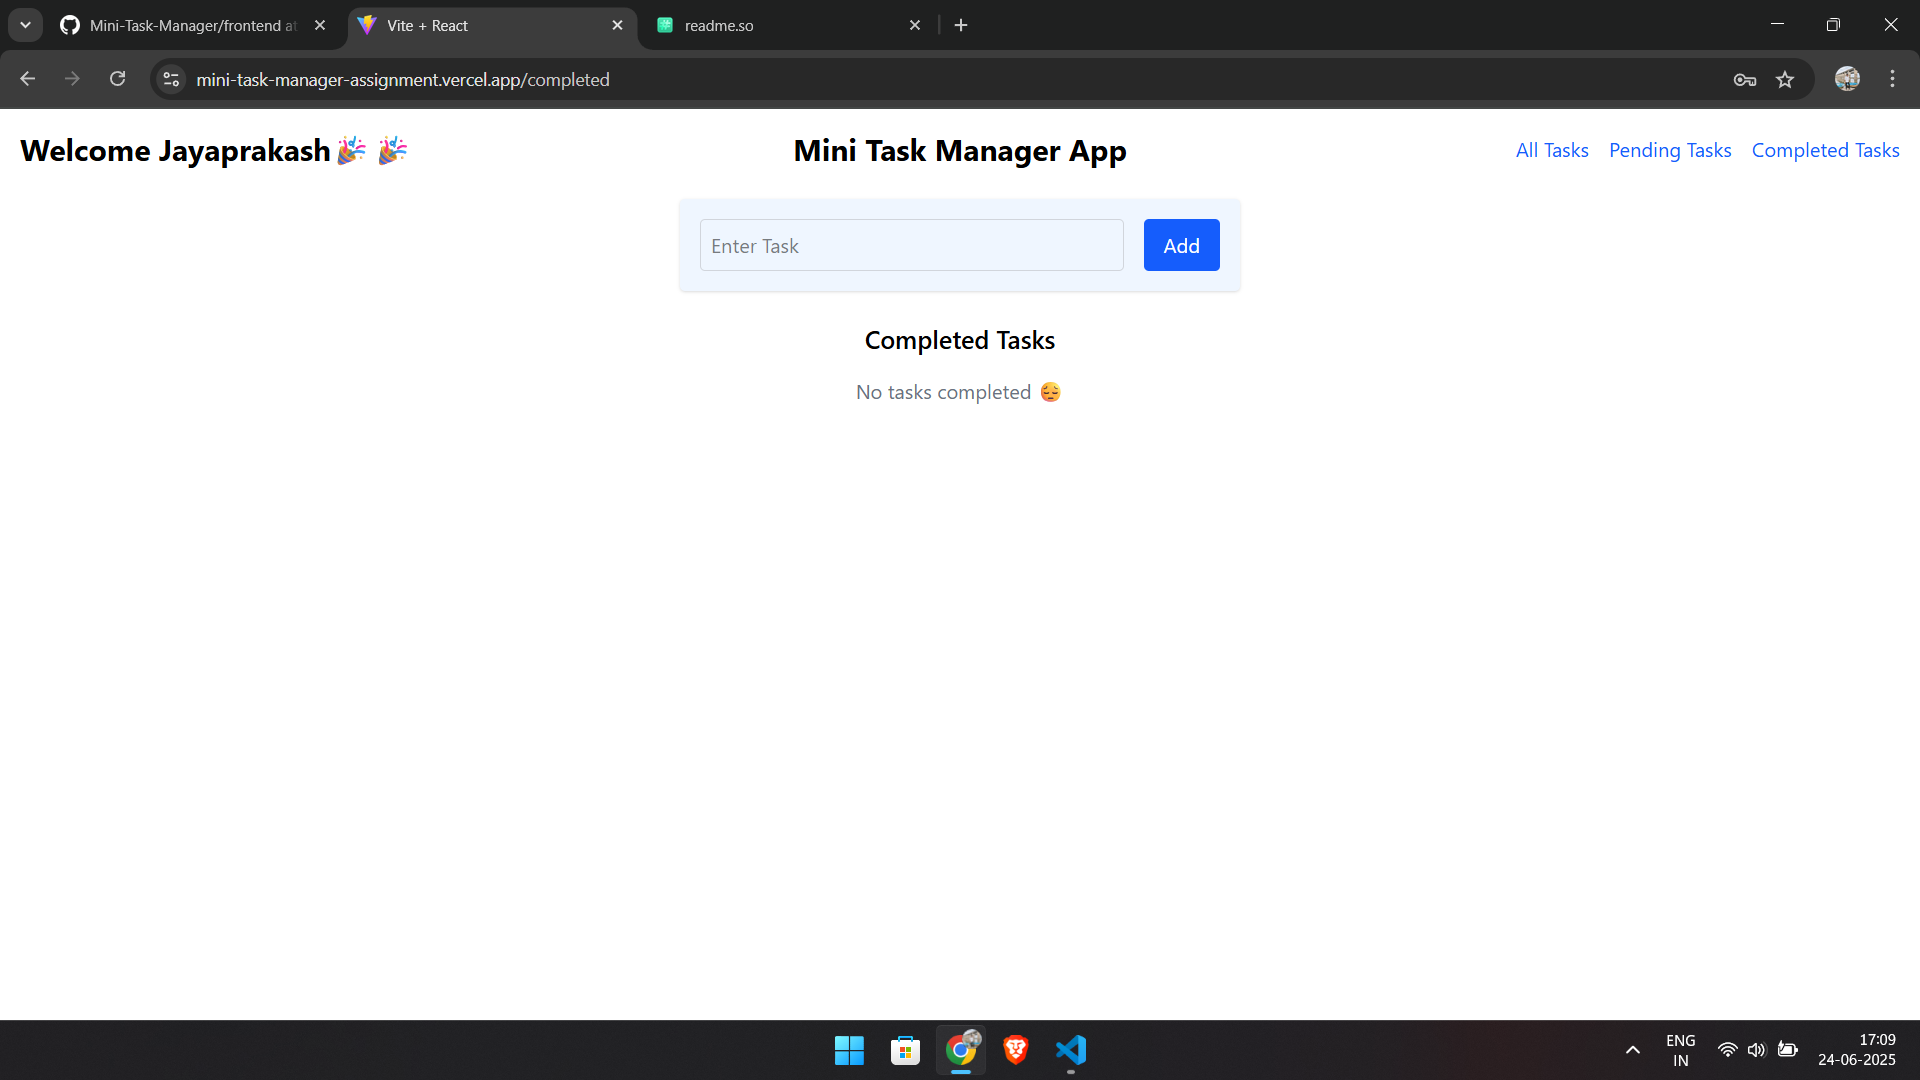 Mini-Task-Manager/frontend at
Vite + React
readme.so
mini-task-manager-assignment.vercel.app/completed
Welcome Jayaprakash🎉 🎉
Mini Task Manager App
All Tasks
Pending Tasks
Completed Tasks
Enter Task
Add
Completed Tasks
No tasks completed 😔
ENG
IN
17:09
24-06-2025